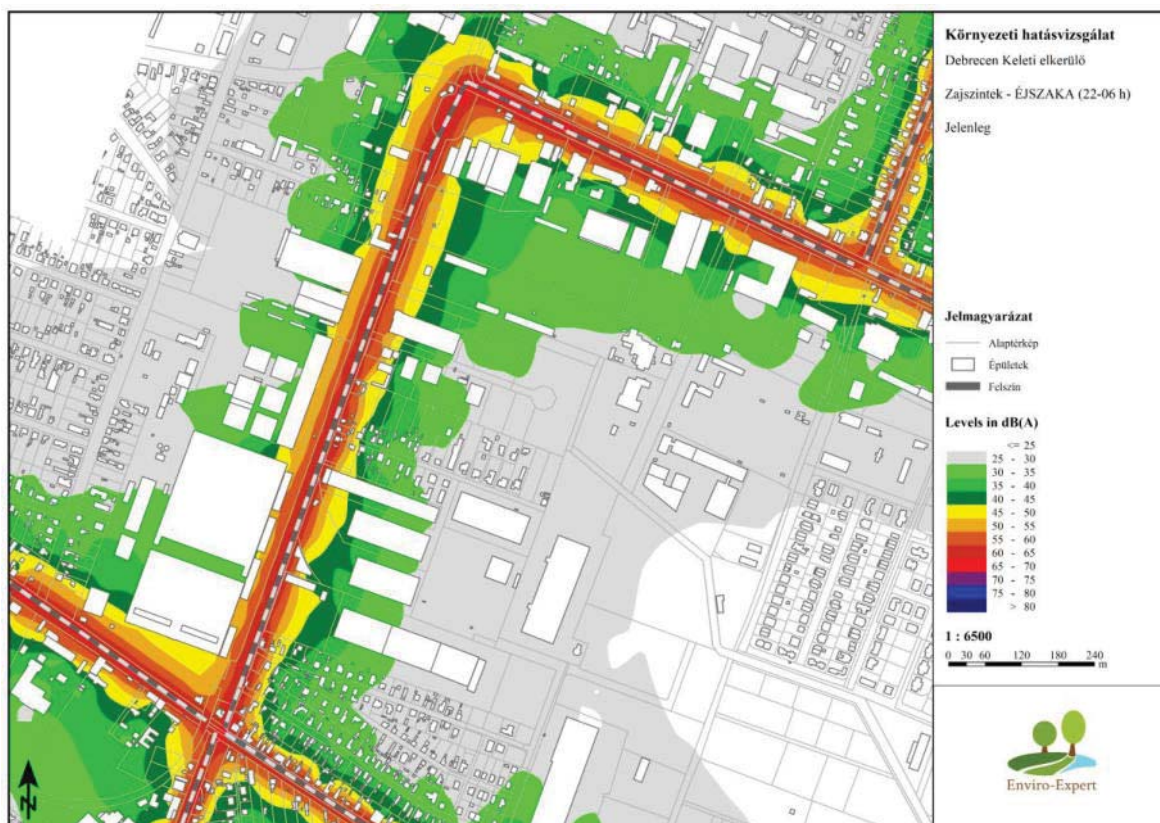 Környezeti hatásvizsgálat
Debrecen Keleti elkerülő
Zajszintek - ÉJSZAKA (22-06 h)
Jelenleg
Jelmagyarázat
Alaptérkép
Épületek
Felszín
Levels in dB(A)
<= 25
25 - 30
30 - 35
35 - 40
40 - 45
45 - 50
50 - 55
55 - 60
60 - 65
65 - 70
70 - 75
75 - 80
> 80
1 : 6500
0 30 60 120 180 240
m
Enviro-Expert
E
N